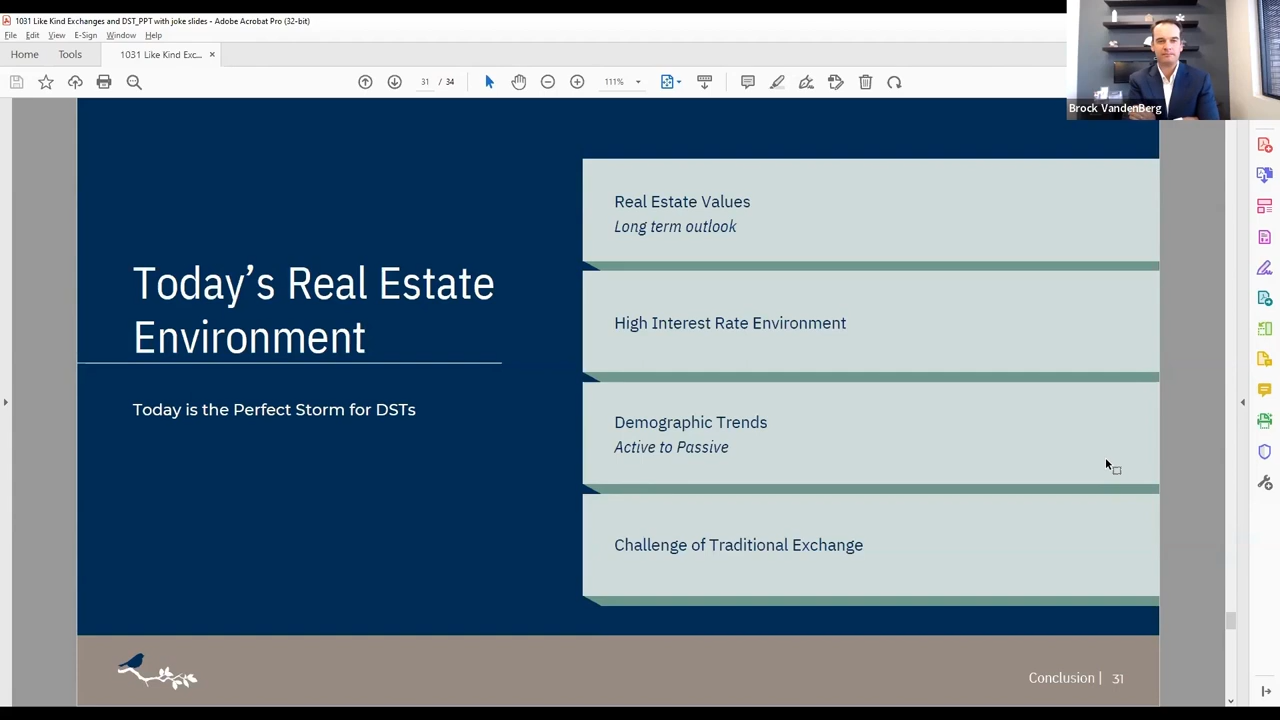 1031 Like Kind Exchanges and DST_PPT with joke slides - Adobe Acrobat Pro (32-bit)
File Edit View E-Sign Window Help
Home Tools 1031 Like Kind Exc... ×
31 / 34 111%
Brock VandenBerg
Real Estate Values
Long term outlook
Today's Real Estate
Environment
High Interest Rate Environment
Today is the Perfect Storm for DSTs
Demographic Trends
Active to Passive
Challenge of Traditional Exchange
Conclusion | 31